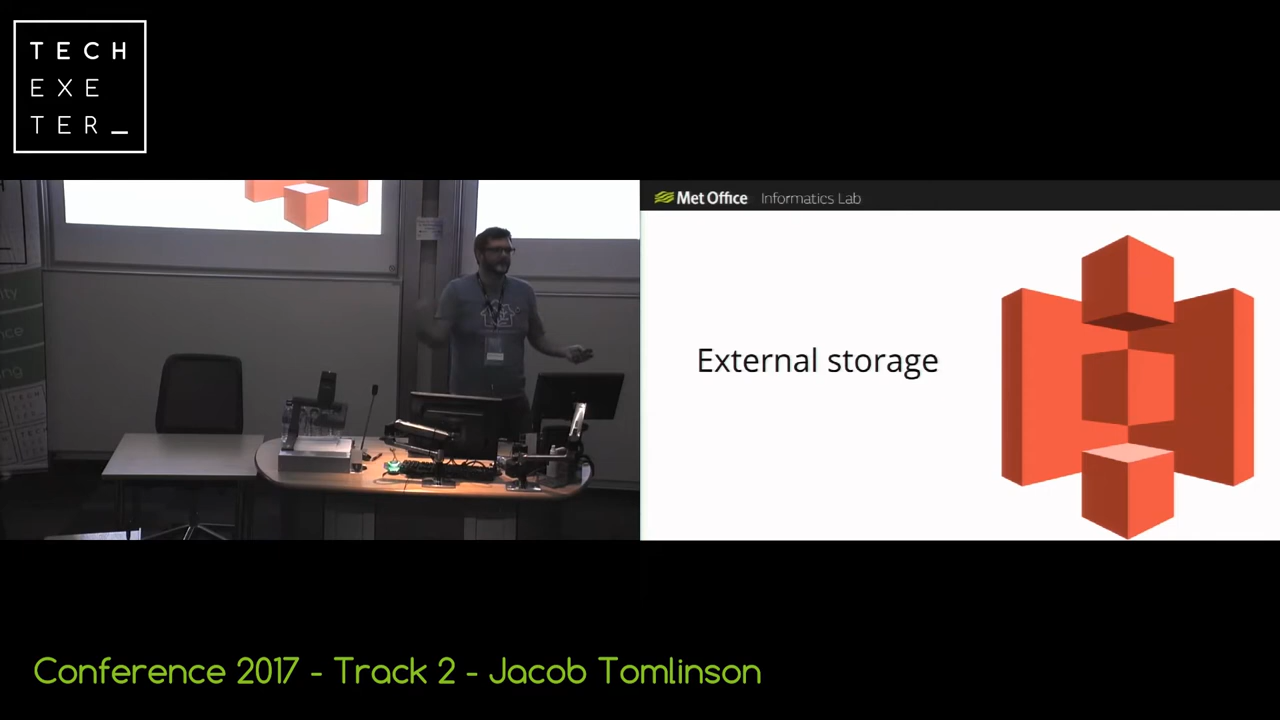 TECH
EXE
TER_
Met Office Informatics Lab
External storage
Conference 2017 - Track 2 - Jacob Tomlinson